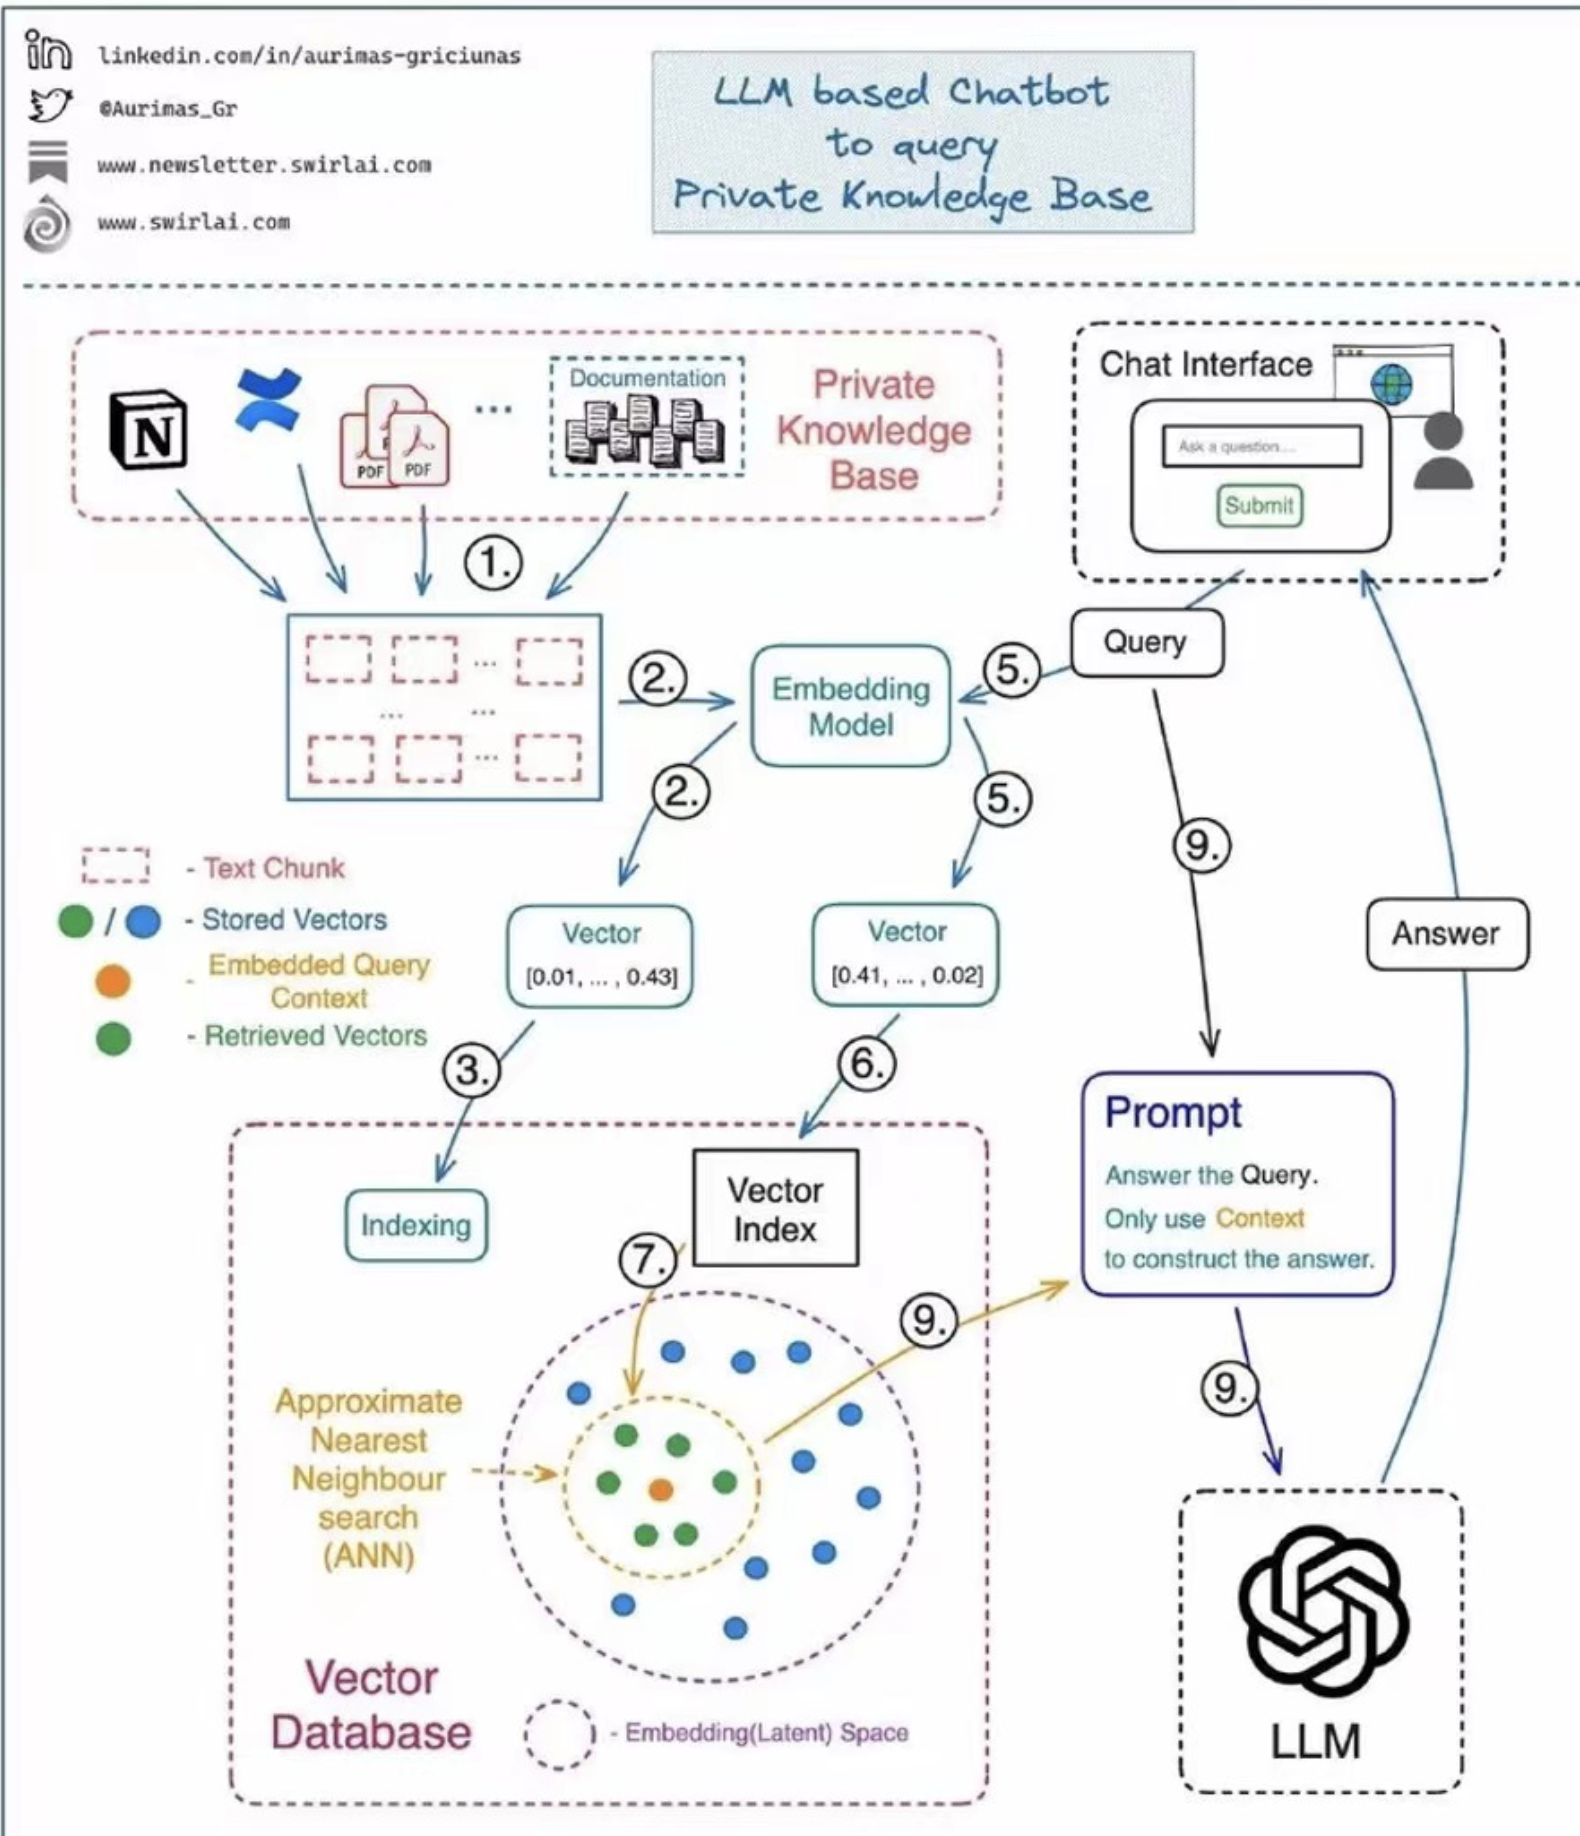 linkedin.com/in/aurimas-griciunas
@Aurimas_Gr
www.newsletter.swirlai.com
www.swirlai.com
LLM based Chatbot
to query
Private Knowledge Base
N
PDF
PDF
...
Documentation
Private
Knowledge
Base
Chat Interface
Ask a question....
Submit
1.
...
...
...
...
2.
Embedding
Model
5.
Query
2.
5.
9.
- Text Chunk
/ - Stored Vectors
- Embedded Query
Context
- Retrieved Vectors
Vector
[0.01, ... , 0.43]
Vector
[0.41, ... , 0.02]
Answer
3.
6.
Indexing
Vector
Index
7.
Prompt
Answer the Query.
Only use Context
to construct the answer.
9.
9.
Approximate
Nearest
Neighbour
search
(ANN)
Vector
Database
- Embedding(Latent) Space
LLM